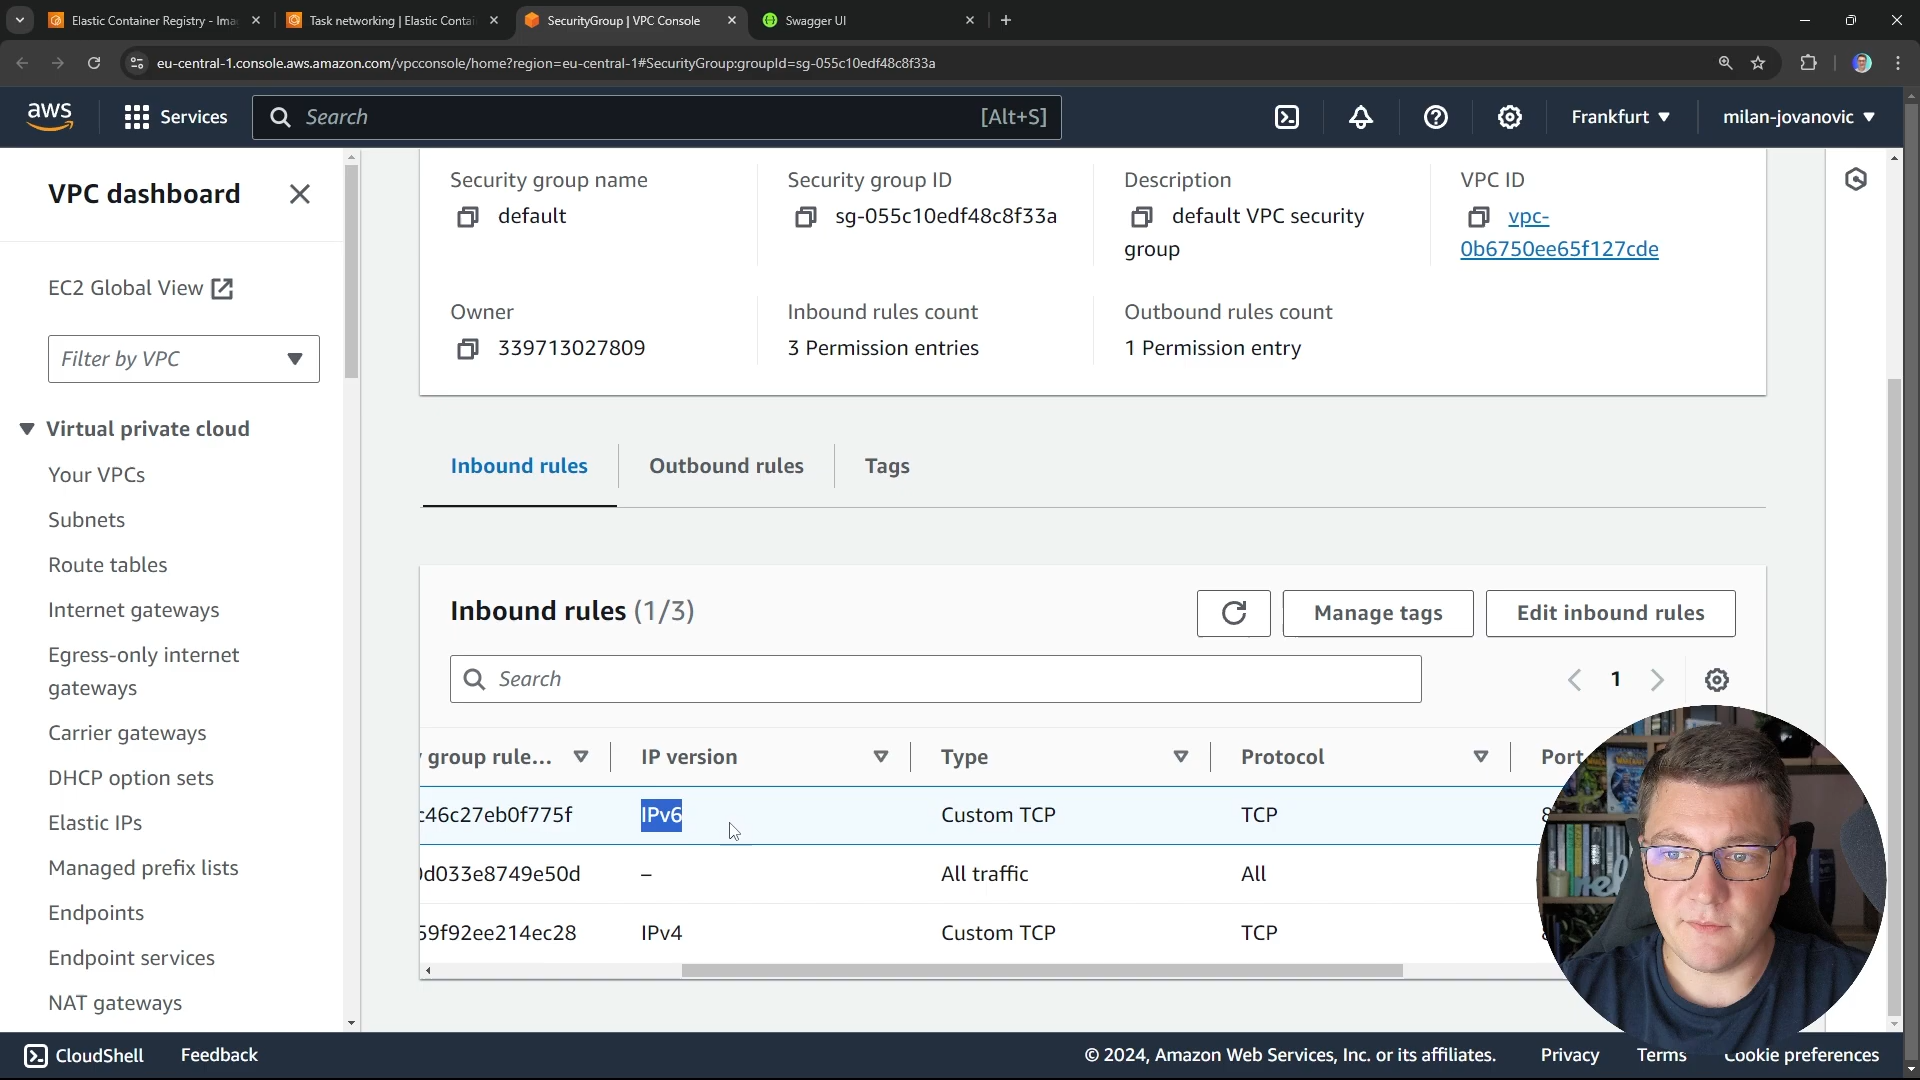 Elastic Container Registry - Ima
Task networking | Elastic Contai
SecurityGroup | VPC Console
Swagger UI
eu-central-1.console.aws.amazon.com/vpcconsole/home?region=eu-central-1#SecurityGroup:groupId=sg-055c10edf48c8f33a
aws
Services
Search
[Alt+S]
Frankfurt
milan-jovanovic
VPC dashboard
EC2 Global View
Filter by VPC
Virtual private cloud
Your VPCs
Subnets
Route tables
Internet gateways
Egress-only internet
gateways
Carrier gateways
DHCP option sets
Elastic IPs
Managed prefix lists
Endpoints
Endpoint services
NAT gateways
Security group name
default
Security group ID
sg-055c10edf48c8f33a
Description
default VPC security
group
VPC ID
vpc-
0b6750ee65f127cde
Owner
339713027809
Inbound rules count
3 Permission entries
Outbound rules count
1 Permission entry
Inbound rules
Outbound rules
Tags
Inbound rules (1/3)
Manage tags
Edit inbound rules
Search
1
group rule... IP version Type Protocol Port
c46c27eb0f775f IPv6 Custom TCP TCP
0d033e8749e50d – All traffic All
59f92ee214ec28 IPv4 Custom TCP TCP
CloudShell
Feedback
© 2024, Amazon Web Services, Inc. or its affiliates.
Privacy
Terms
Cookie preferences